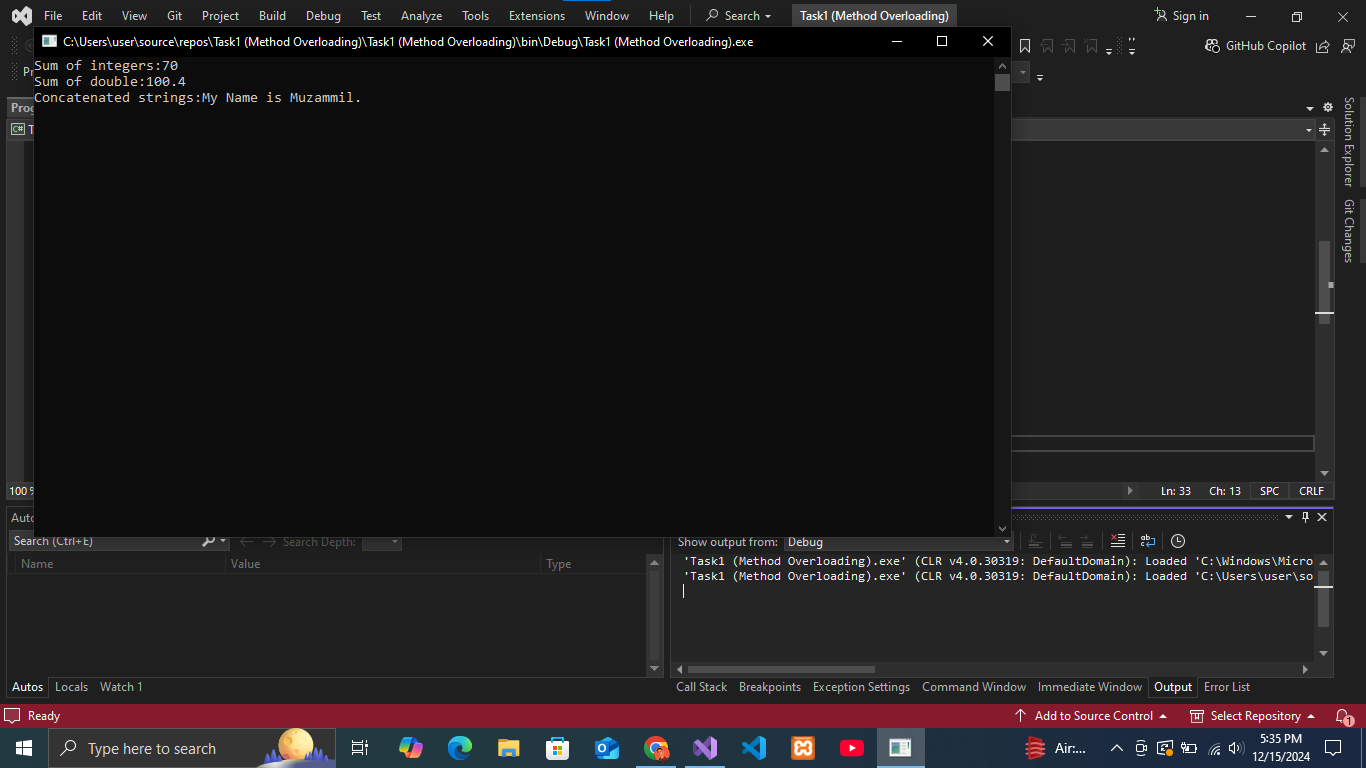 File Edit View Git Project Build Debug Test Analyze Tools Extensions Window Help Search Task1 (Method Overloading) Sign in
C:\Users\user\source\repos\Task1 (Method Overloading)\Task1 (Method Overloading)\bin\Debug\Task1 (Method Overloading).exe
GitHub Copilot
Sum of integers:70
Sum of double:100.4
Concatenated strings:My Name is Muzammil.
Solution Explorer
Git Changes
100 %
Ln: 33 Ch: 13 SPC CRLF
Search (Ctrl+E) Search Depth:
Name Value Type
Show output from: Debug
'Task1 (Method Overloading).exe' (CLR v4.0.30319: DefaultDomain): Loaded 'C:\Windows\Micro
'Task1 (Method Overloading).exe' (CLR v4.0.30319: DefaultDomain): Loaded 'C:\Users\user\so
Autos Locals Watch 1
Call Stack Breakpoints Exception Settings Command Window Immediate Window Output Error List
Ready
Add to Source Control Select Repository 1
Type here to search
Air:...
5:35 PM
12/15/2024